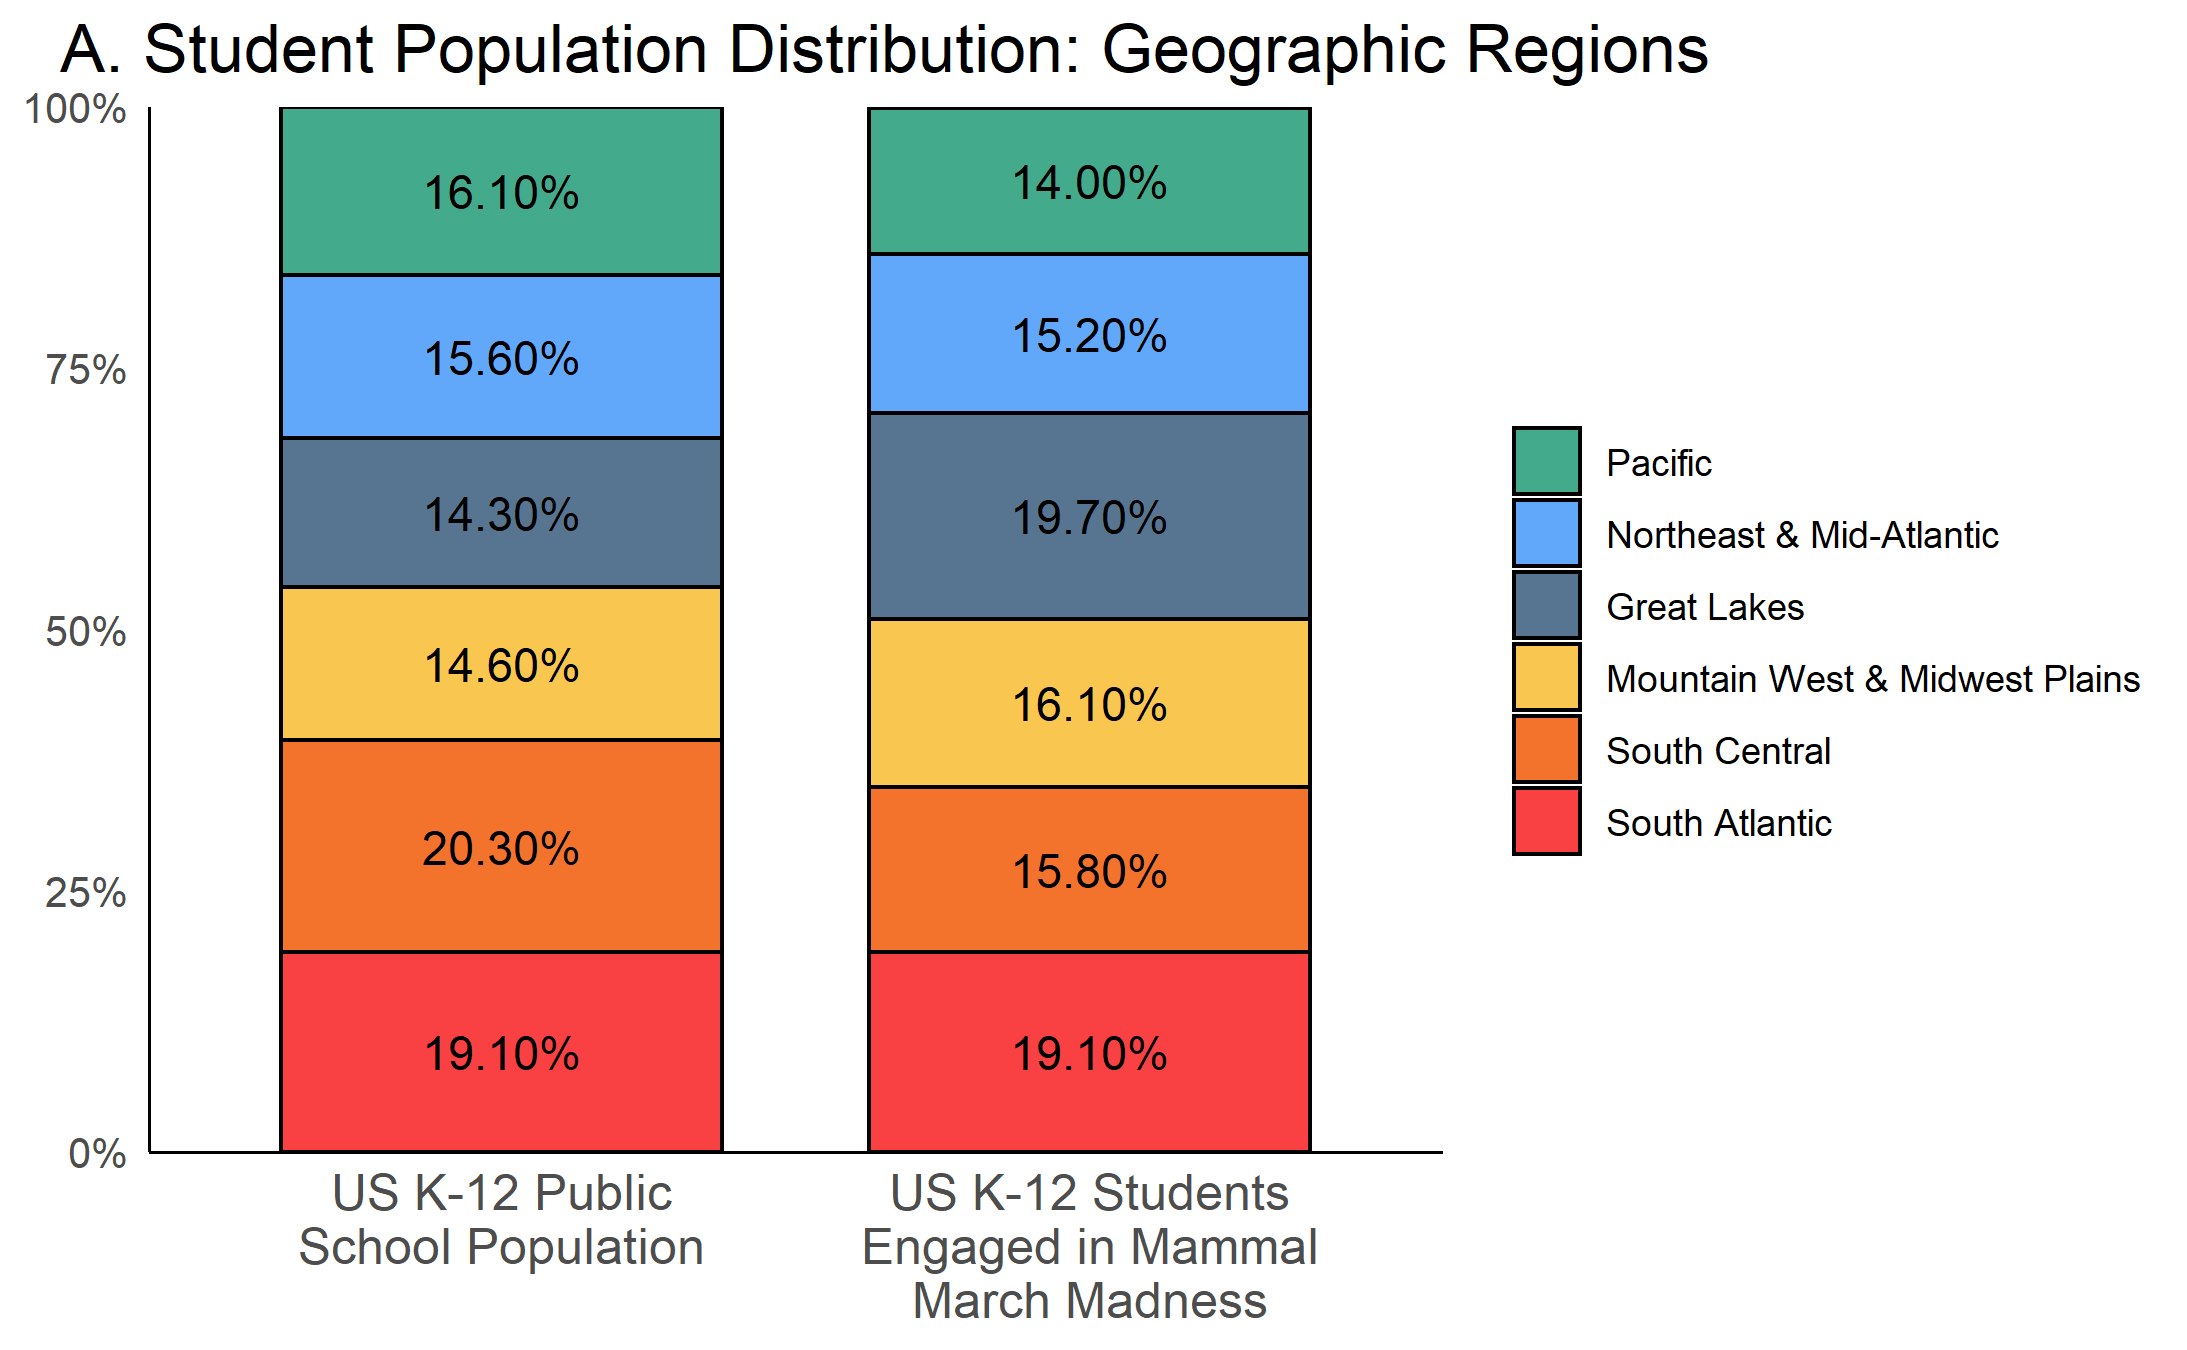 A. Student Population Distribution: Geographic Regions
100%
75%
50%
25%
0%
16.10%
15.60%
14.30%
14.60%
20.30%
19.10%
14.00%
15.20%
19.70%
16.10%
15.80%
19.10%
US K-12 Public
School Population
US K-12 Students
Engaged in Mammal
March Madness
Pacific
Northeast & Mid-Atlantic
Great Lakes
Mountain West & Midwest Plains
South Central
South Atlantic